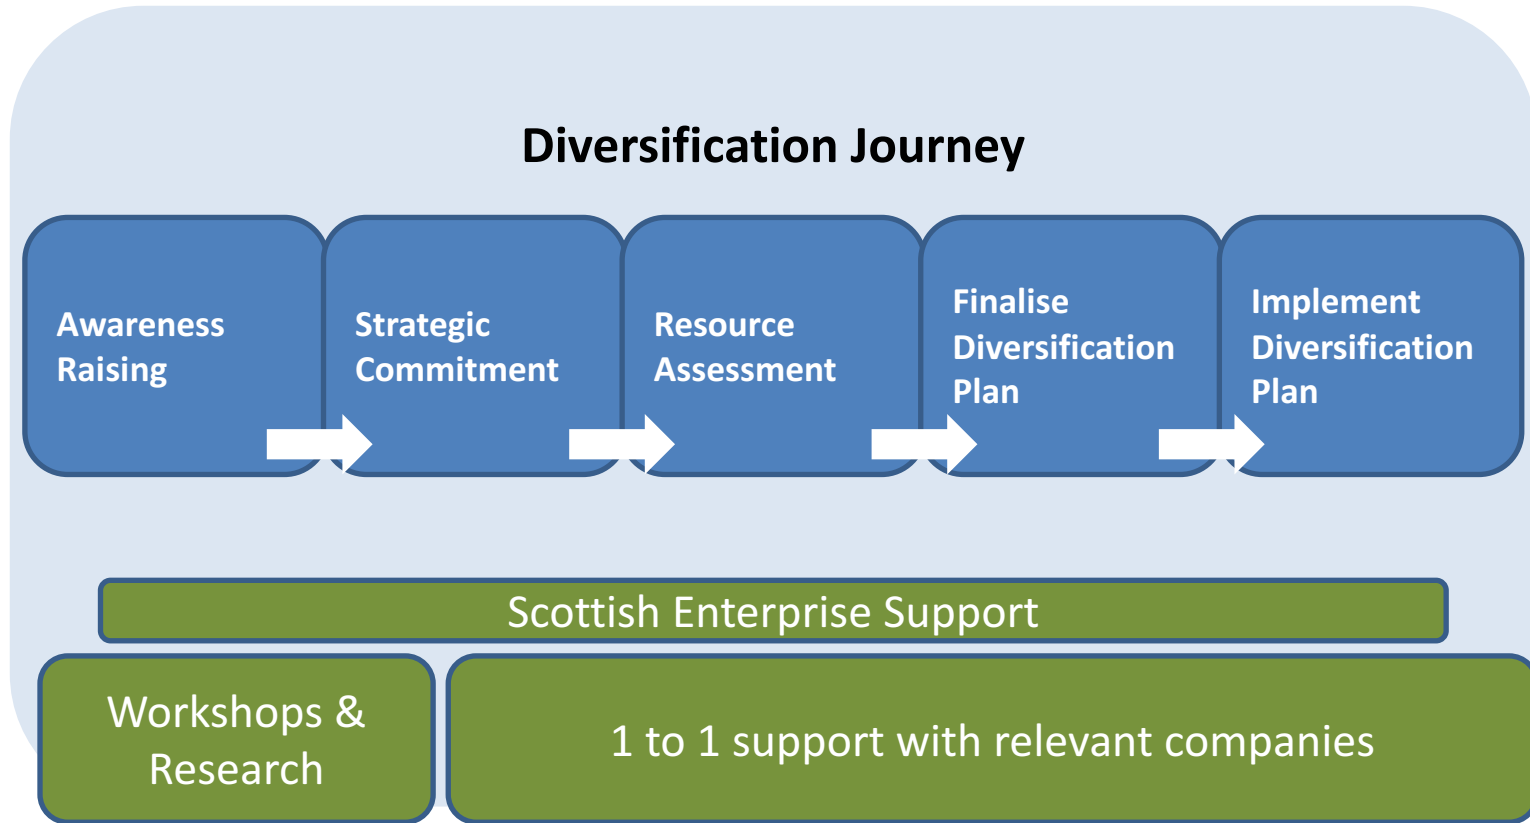 Diversification Journey
Awareness
Raising
Strategic
Commitment
Resource
Assessment
Finalise
Diversification
Plan
Implement
Diversification
Plan
Scottish Enterprise Support
Workshops &
Research
1 to 1 support with relevant companies